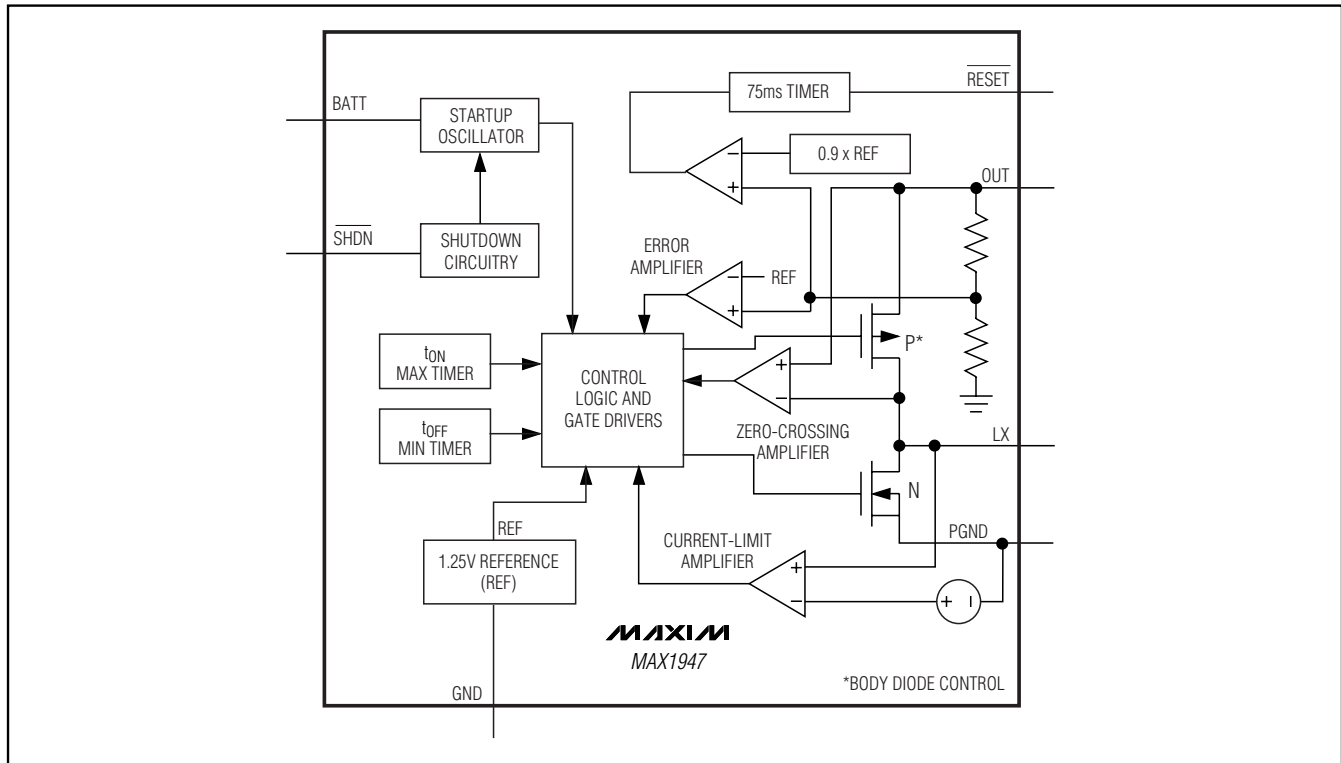 RESET
75ms TIMER
BATT
STARTUP
OSCILLATOR
−
0.9 x REF
+
OUT
SHDN
SHUTDOWN
CIRCUITRY
ERROR
AMPLIFIER
−
REF
+
P*
tON
MAX TIMER
CONTROL
LOGIC AND
GATE DRIVERS
+
−
tOFF
MIN TIMER
ZERO-CROSSING
AMPLIFIER
LX
N
REF
PGND
1.25V REFERENCE
(REF)
CURRENT-LIMIT
AMPLIFIER
+
−
+ −
MAXIM
MAX1947
*BODY DIODE CONTROL
GND